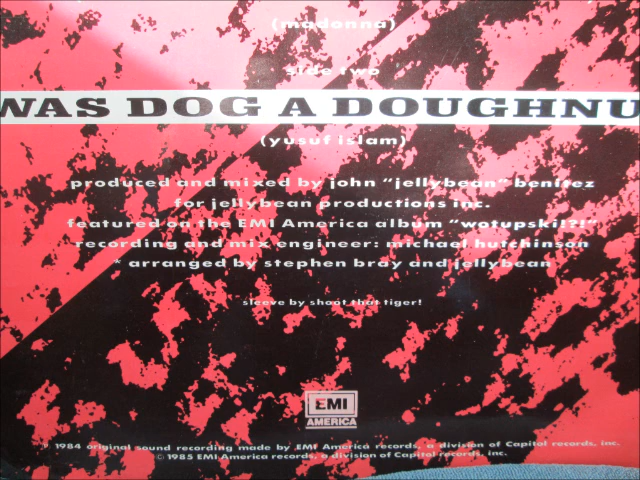 (madonna)
side two
WAS DOG A DOUGHNU
(yusuf islam)
produced and mixed by john "jellybean" benitez
for jellybean productions inc.
featured on the EMI America album "wotupski!?!"
recording and mix engineer: michael hutchinson
* arranged by stephen bray and jellybean
sleeve by shoot that tiger!
EMI
AMERICA
℗ 1984 original sound recording made by EMI America records, a division of Capitol records, inc.
© 1985 EMI America records, a division of Capitol records, inc.